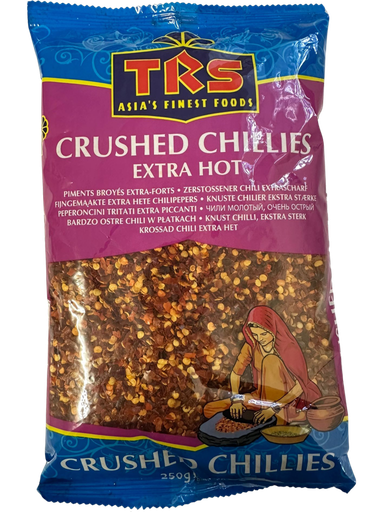 TRS
ASIA'S FINEST FOODS
CRUSHED CHILLIES
EXTRA HOT
PIMENTS BROYÉS EXTRA-FORTS • ZERSTOSSENER CHILI EXTRASCHARF
FIJNGEMAAKTE EXTRA HETE CHILIPEPERS • KNUSTE CHILIER EKSTRA STÆRKE
PEPERONCINI TRITATI EXTRA PICCANTI • ЧИЛИ МОЛОТЫЙ, ОЧЕНЬ ОСТРЫЙ
BARDZO OSTRE CHILI W PŁATKACH • KNUST CHILLI, EKSTRA STERK
KROSSAD CHILI EXTRA HET
CRUSHED CHILLIES
250g